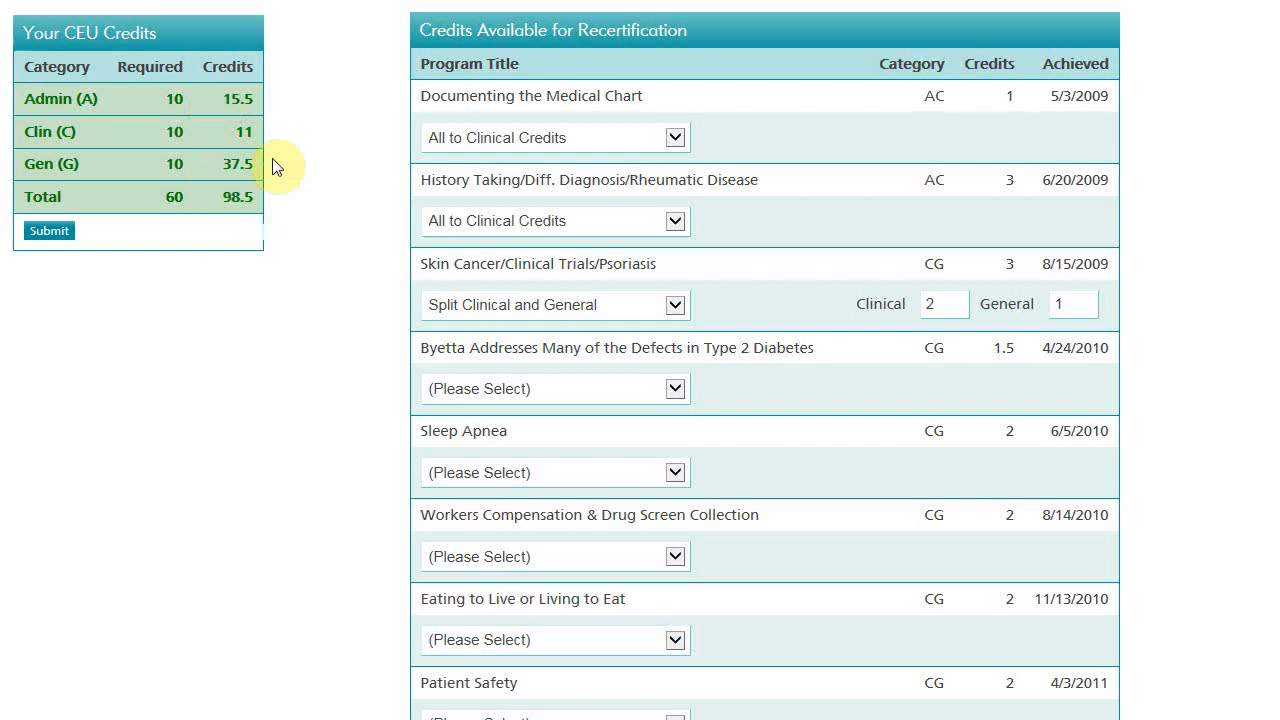 Your CEU Credits
Category Required Credits
Admin (A) 10 15.5
Clin (C) 10 11
Gen (G) 10 37.5
Total 60 98.5
Submit
Credits Available for Recertification
Program Title Category Credits Achieved
Documenting the Medical Chart AC 1 5/3/2009
All to Clinical Credits
History Taking/Diff. Diagnosis/Rheumatic Disease AC 3 6/20/2009
All to Clinical Credits
Skin Cancer/Clinical Trials/Psoriasis CG 3 8/15/2009
Split Clinical and General Clinical 2 General 1
Byetta Addresses Many of the Defects in Type 2 Diabetes CG 1.5 4/24/2010
(Please Select)
Sleep Apnea CG 2 6/5/2010
(Please Select)
Workers Compensation & Drug Screen Collection CG 2 8/14/2010
(Please Select)
Eating to Live or Living to Eat CG 2 11/13/2010
(Please Select)
Patient Safety CG 2 4/3/2011